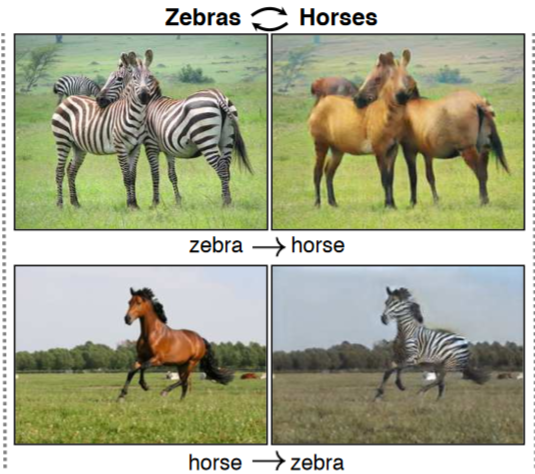 Zebras ⇄ Horses
zebra → horse
horse → zebra